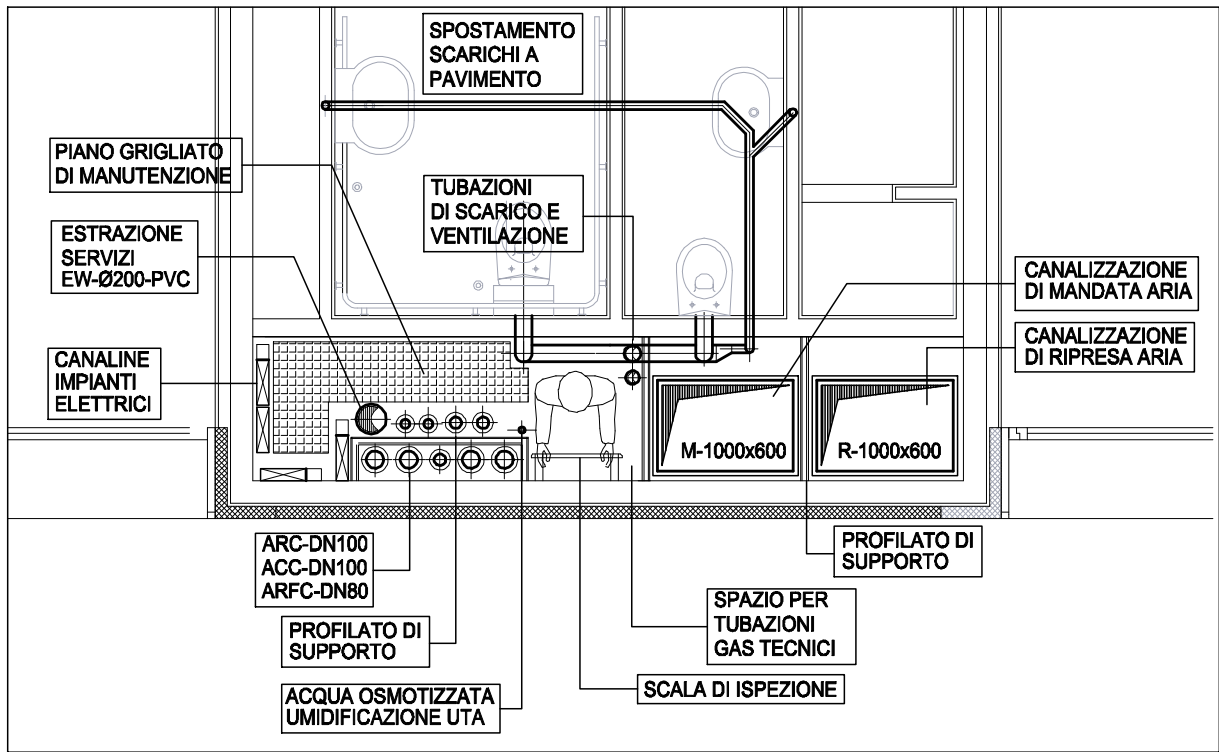 SPOSTAMENTO
SCARICHI A
PAVIMENTO
PIANO GRIGLIATO
DI MANUTENZIONE
TUBAZIONI
DI SCARICO E
VENTILAZIONE
ESTRAZIONE
SERVIZI
EW-Ø200-PVC
CANALIZZAZIONE
DI MANDATA ARIA
CANALIZZAZIONE
DI RIPRESA ARIA
CANALINE
IMPIANTI
ELETTRICI
M-1000x600
R-1000x600
ARC-DN100
ACC-DN100
ARFC-DN80
PROFILATO DI
SUPPORTO
PROFILATO DI
SUPPORTO
SPAZIO PER
TUBAZIONI
GAS TECNICI
ACQUA OSMOTIZZATA
UMIDIFICAZIONE UTA
SCALA DI ISPEZIONE